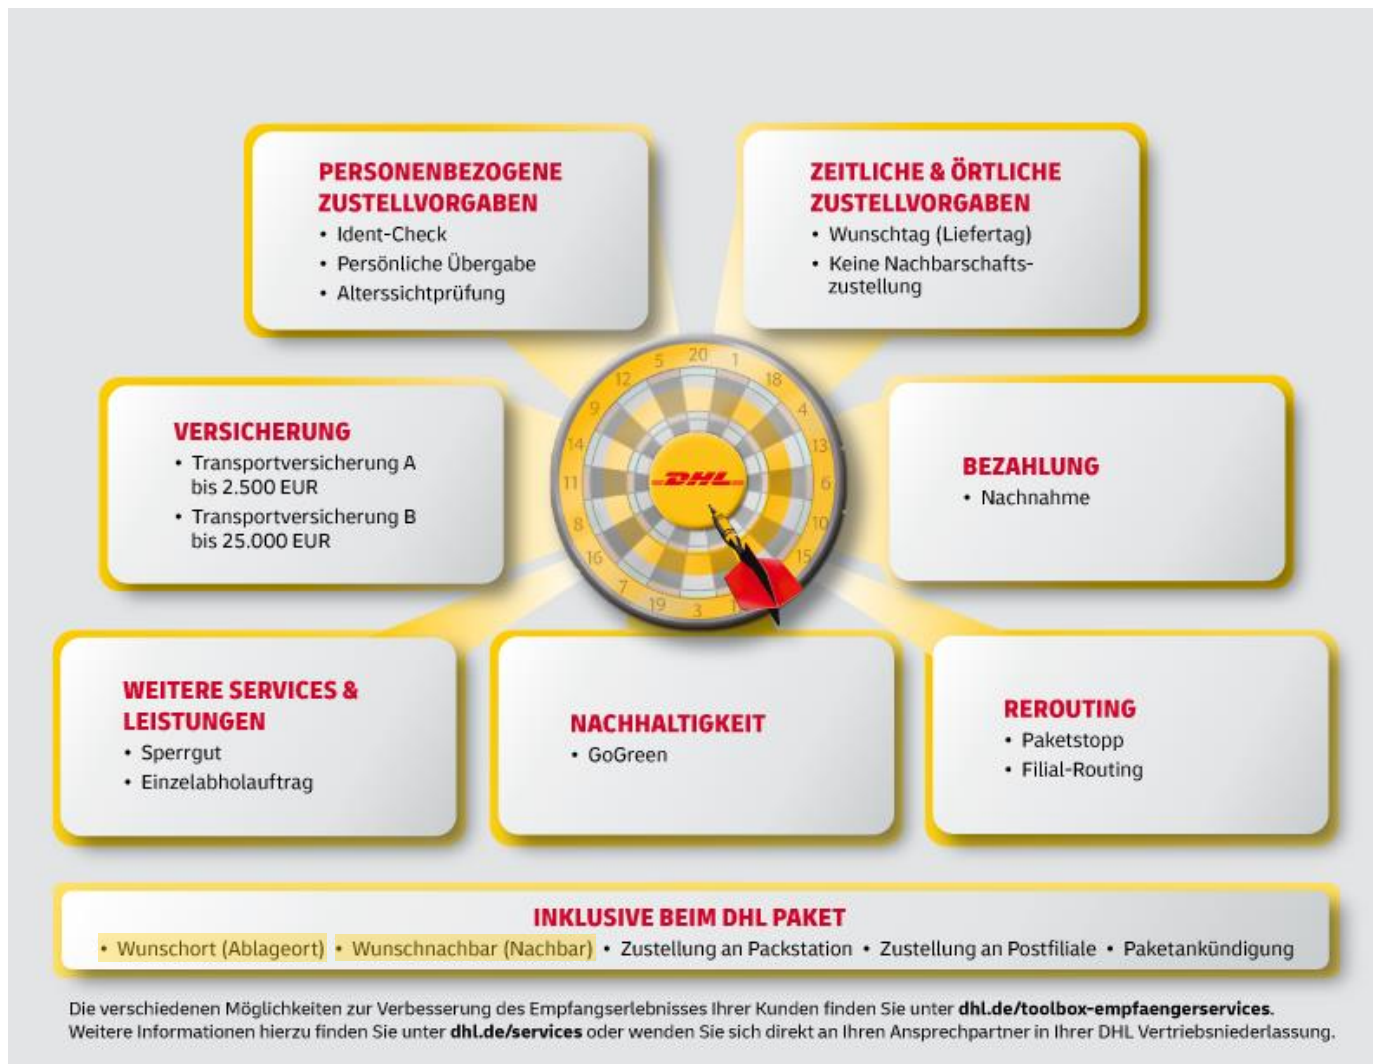 PERSONENBEZOGENE
ZUSTELLVORGABEN
• Ident-Check
• Persönliche Übergabe
• Alterssichtprüfung
ZEITLICHE & ÖRTLICHE
ZUSTELLVORGABEN
• Wunschtag (Liefertag)
• Keine Nachbarschafts-
zustellung
VERSICHERUNG
• Transportversicherung A
bis 2.500 EUR
• Transportversicherung B
bis 25.000 EUR
20 1 18 4 13 6 10 15 3 19 7 16 8 11 14 9 12 5
DHL
BEZAHLUNG
• Nachnahme
WEITERE SERVICES &
LEISTUNGEN
• Sperrgut
• Einzelabholauftrag
NACHHALTIGKEIT
• GoGreen
REROUTING
• Paketstopp
• Filial-Routing
INKLUSIVE BEIM DHL PAKET
• Wunschort (Ablageort) • Wunschnachbar (Nachbar) • Zustellung an Packstation • Zustellung an Postfiliale • Paketankündigung
Die verschiedenen Möglichkeiten zur Verbesserung des Empfangserlebnisses Ihrer Kunden finden Sie unter dhl.de/toolbox-empfaengerservices.
Weitere Informationen hierzu finden Sie unter dhl.de/services oder wenden Sie sich direkt an Ihren Ansprechpartner in Ihrer DHL Vertriebsniederlassung.